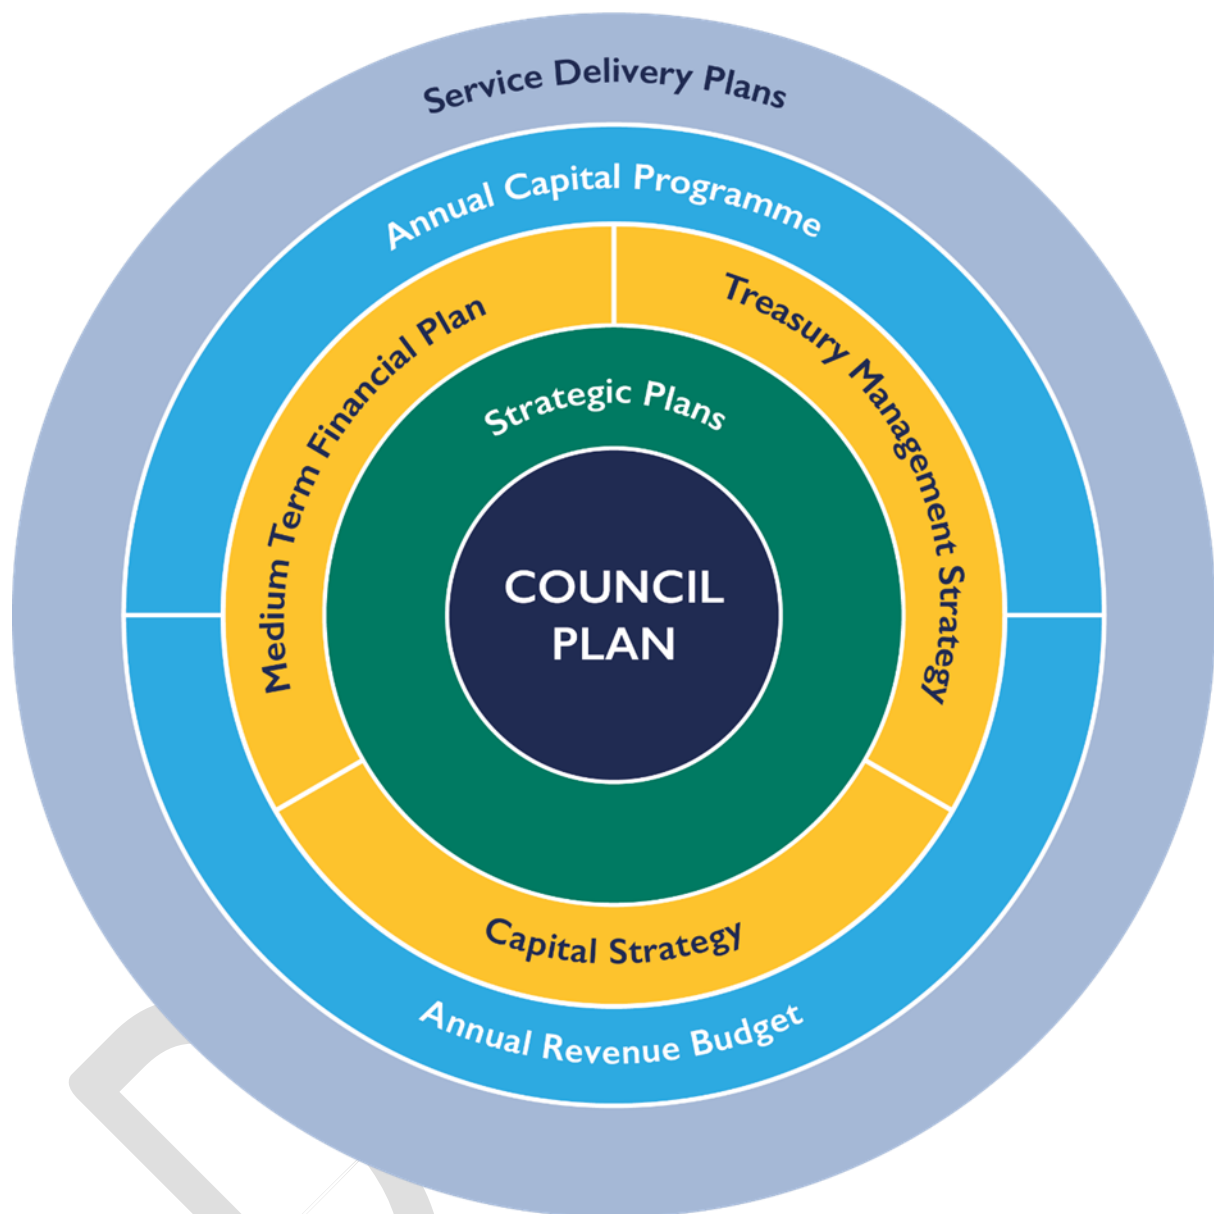 Service Delivery Plans
Annual Capital Programme
Medium Term Financial Plan
Treasury Management Strategy
Strategic Plans
COUNCIL
PLAN
Capital Strategy
Annual Revenue Budget